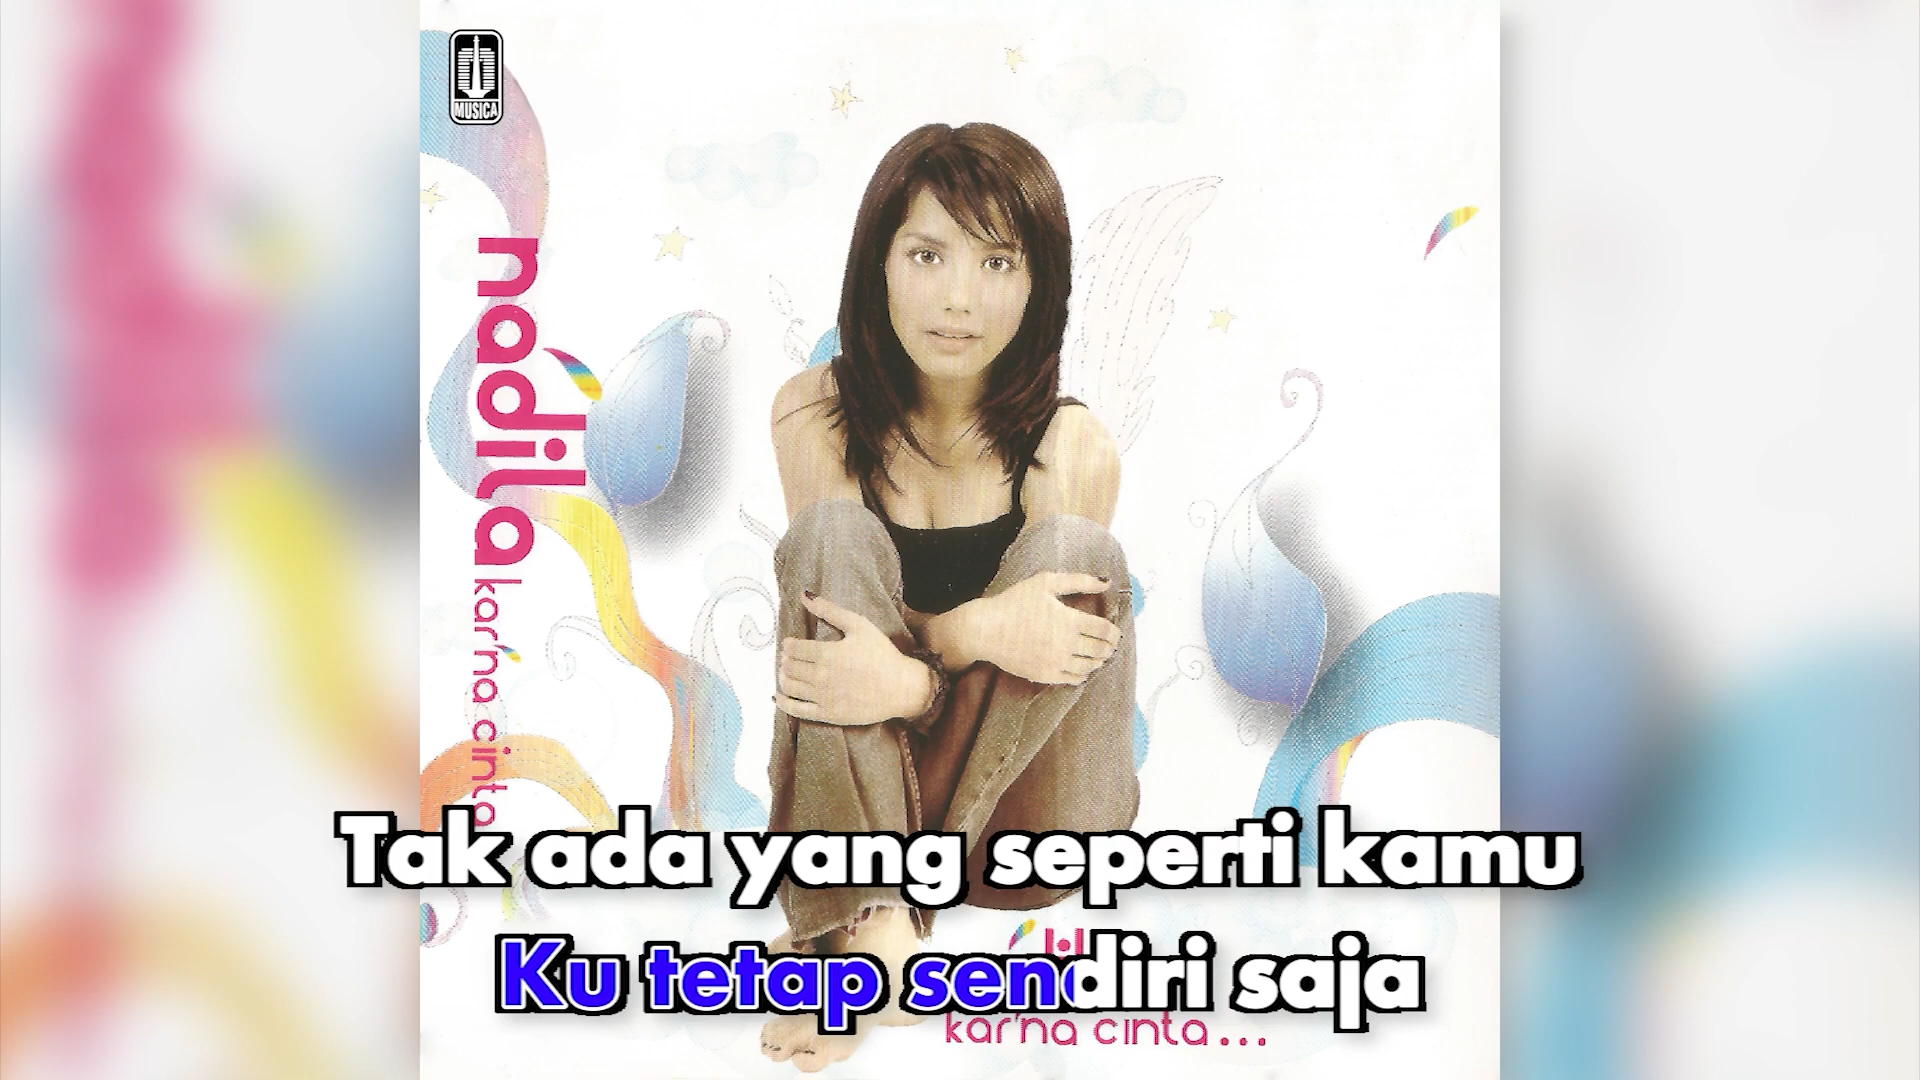 MUSICA
nadila kar'na cinta
Tak ada yang seperti kamu
Ku tetap sendiri saja
kar'na cinta...